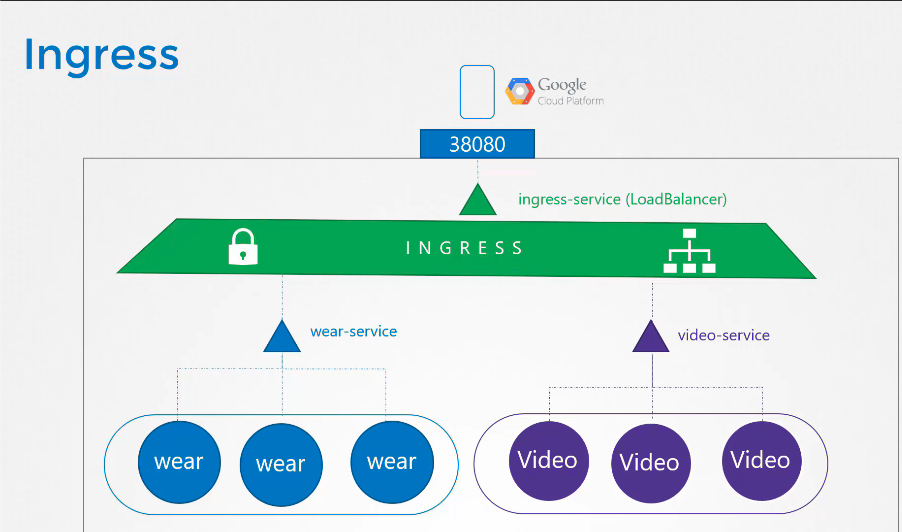 Ingress
Google
Cloud Platform
38080
ingress-service (LoadBalancer)
INGRESS
wear-service
video-service
wear
wear
wear
Video
Video
Video